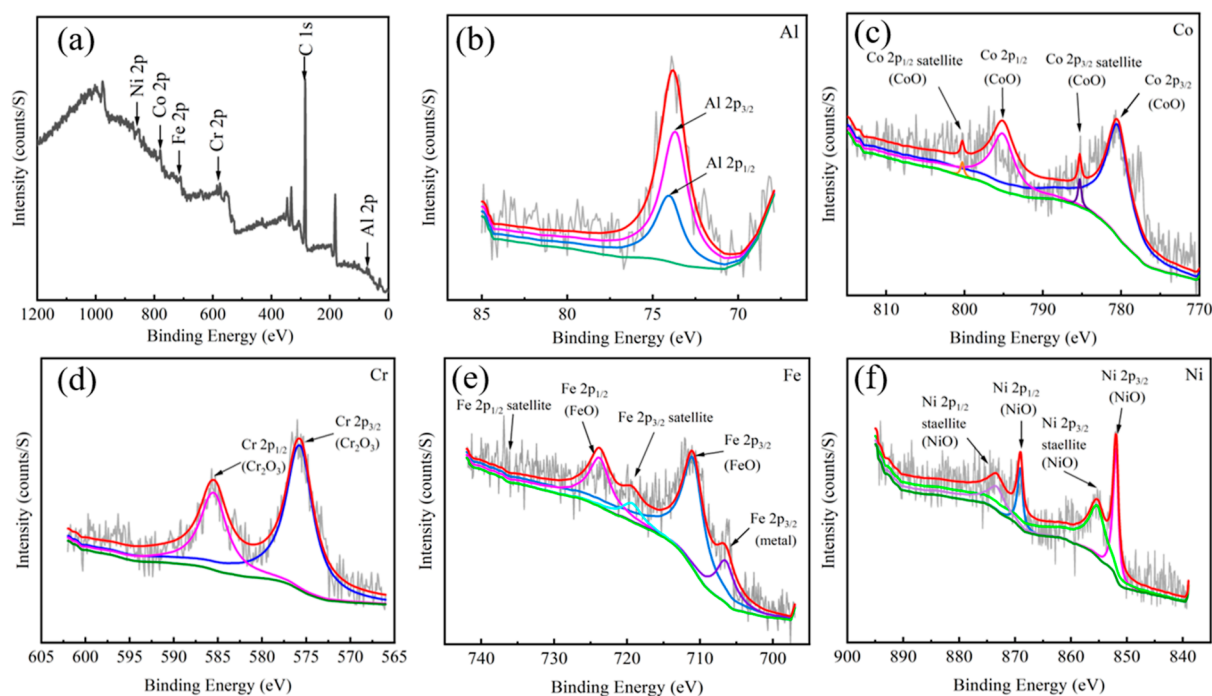 (a)
Ni 2p
Co 2p
Fe 2p
Cr 2p
C 1s
Al 2p
Intensity (counts/S)
1200 1000 800 600 400 200 0
Binding Energy (eV)
(b)
Al
Al 2p3/2
Al 2p1/2
Intensity (counts/S)
85 80 75 70
Binding Energy (eV)
(c)
Co
Co 2p1/2 satellite
(CoO)
Co 2p1/2
(CoO)
Co 2p3/2 satellite
(CoO)
Co 2p3/2
(CoO)
Intensity (counts/S)
810 800 790 780 770
Binding Energy (eV)
(d)
Cr
Cr 2p1/2
(Cr2O3)
Cr 2p3/2
(Cr2O3)
Intensity (counts/S)
605 600 595 590 585 580 575 570 565
Binding Energy (eV)
(e)
Fe
Fe 2p1/2 satellite
Fe 2p1/2
(FeO)
Fe 2p3/2 satellite
Fe 2p3/2
(FeO)
Fe 2p3/2
(metal)
Intensity (counts/S)
740 730 720 710 700
Binding Energy (eV)
(f)
Ni
Ni 2p1/2
staellite
(NiO)
Ni 2p1/2
(NiO)
Ni 2p3/2
staellite
(NiO)
Ni 2p3/2
(NiO)
Intensity (counts/S)
900 890 880 870 860 850 840
Binding Energy (eV)